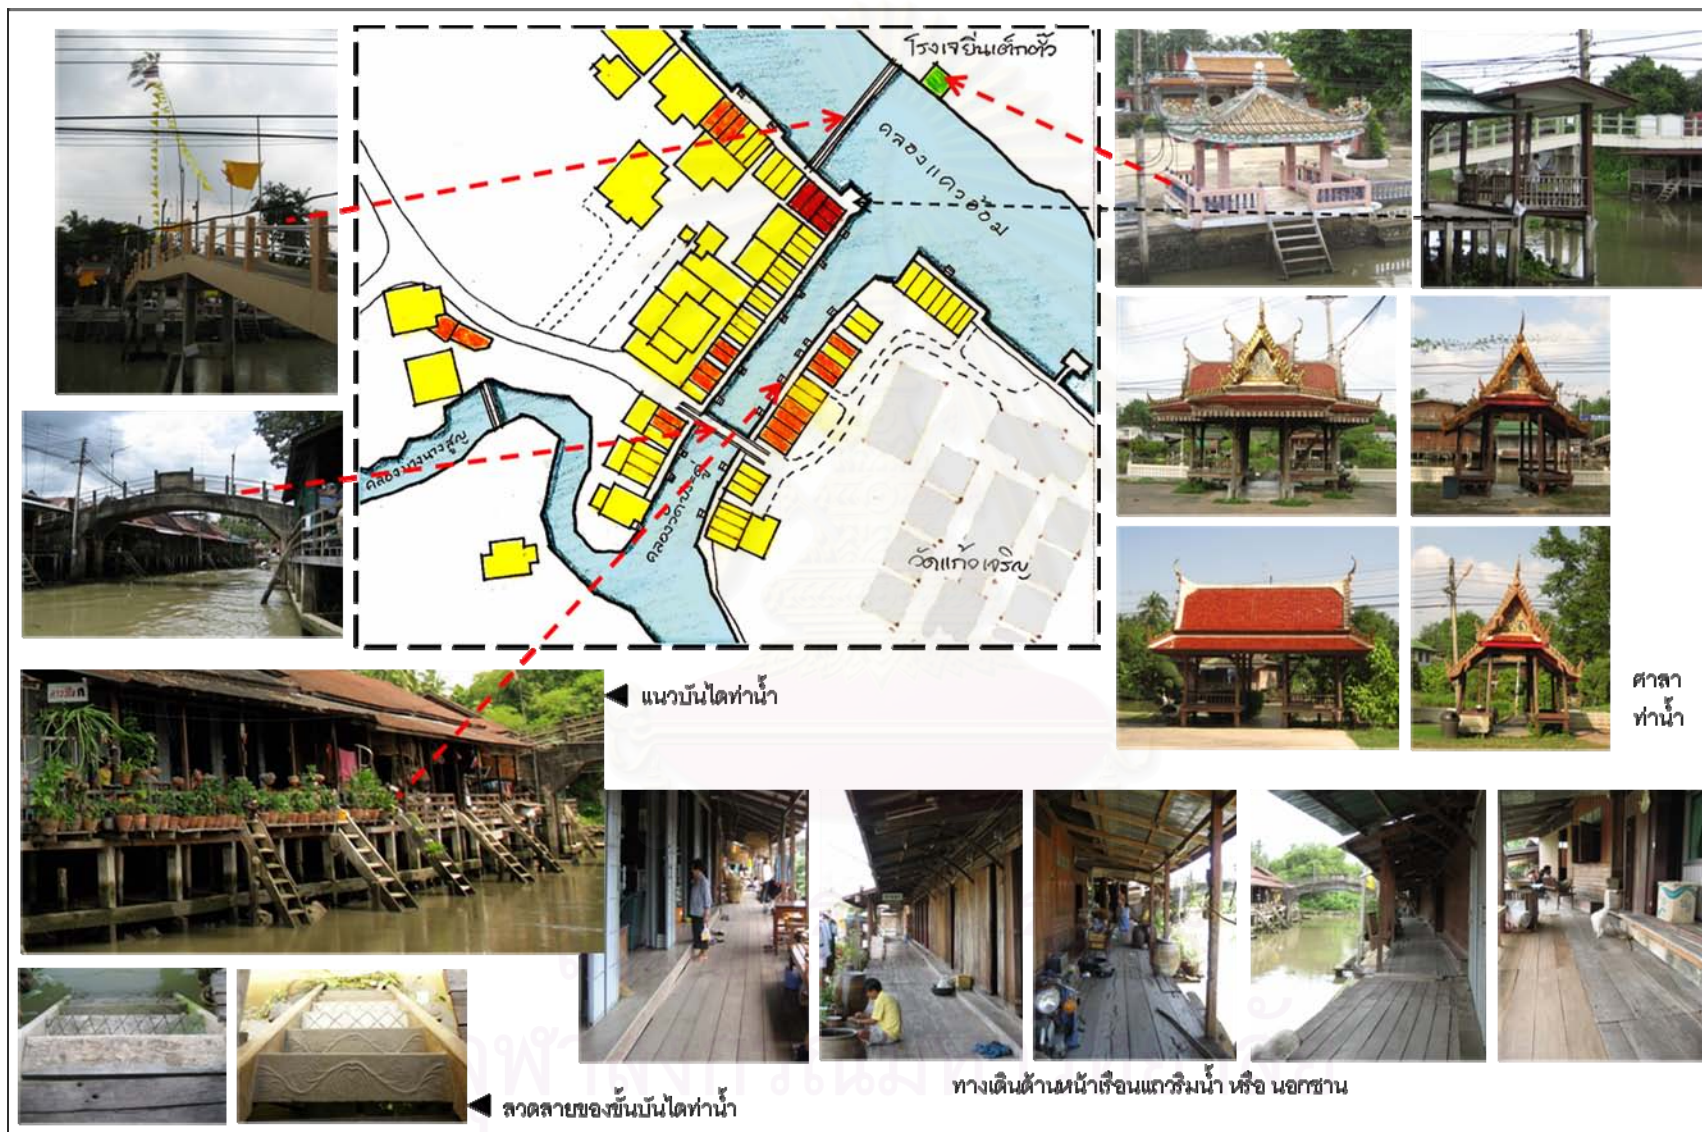 โรงเจยี่นเต็กตั๊ว
คลองแควอ้อม
คลองบางนางสูญ
คลองวัดประดู่
วัดแก้วเจริญ
แนวบันไดท่าน้ำ
ศาลา
ท่าน้ำ
ทางเดินด้านหน้าเรือนแถวริมน้ำ หรือ นอกชาน
ลวดลายของขั้นบันไดท่าน้ำ